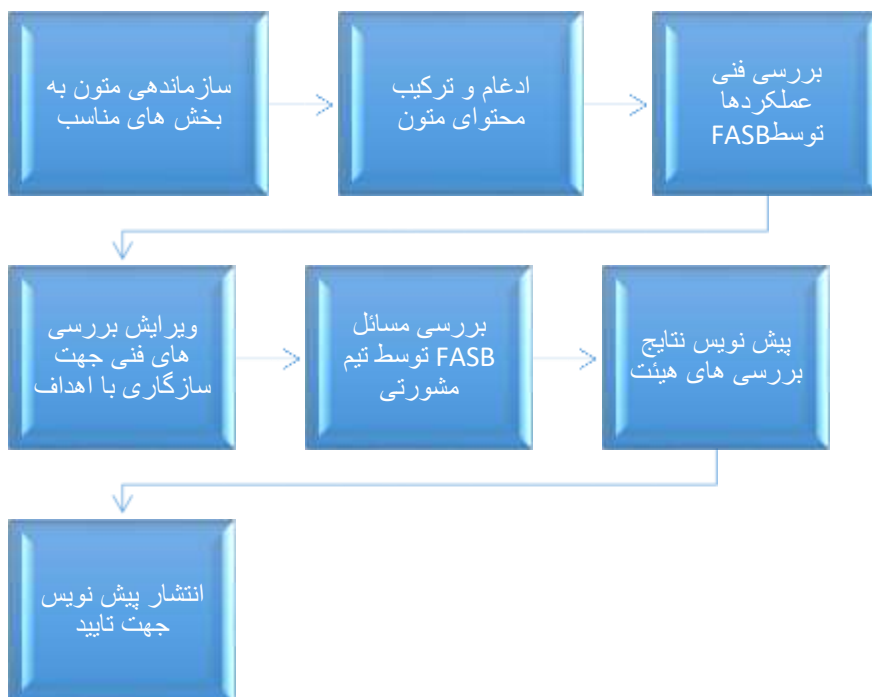 سازماندهی متون به
بخش های مناسب
ادغام و ترکیب
محتوای متون
بررسی فنی
عملکردها
توسطFASB
ویرایش بررسی
های فنی جهت
سازگاری با اهداف
بررسی مسائل
FASB توسط تیم
مشورتی
پیش نویس نتایج
بررسی های هیئت
انتشار پیش نویس
جهت تایید